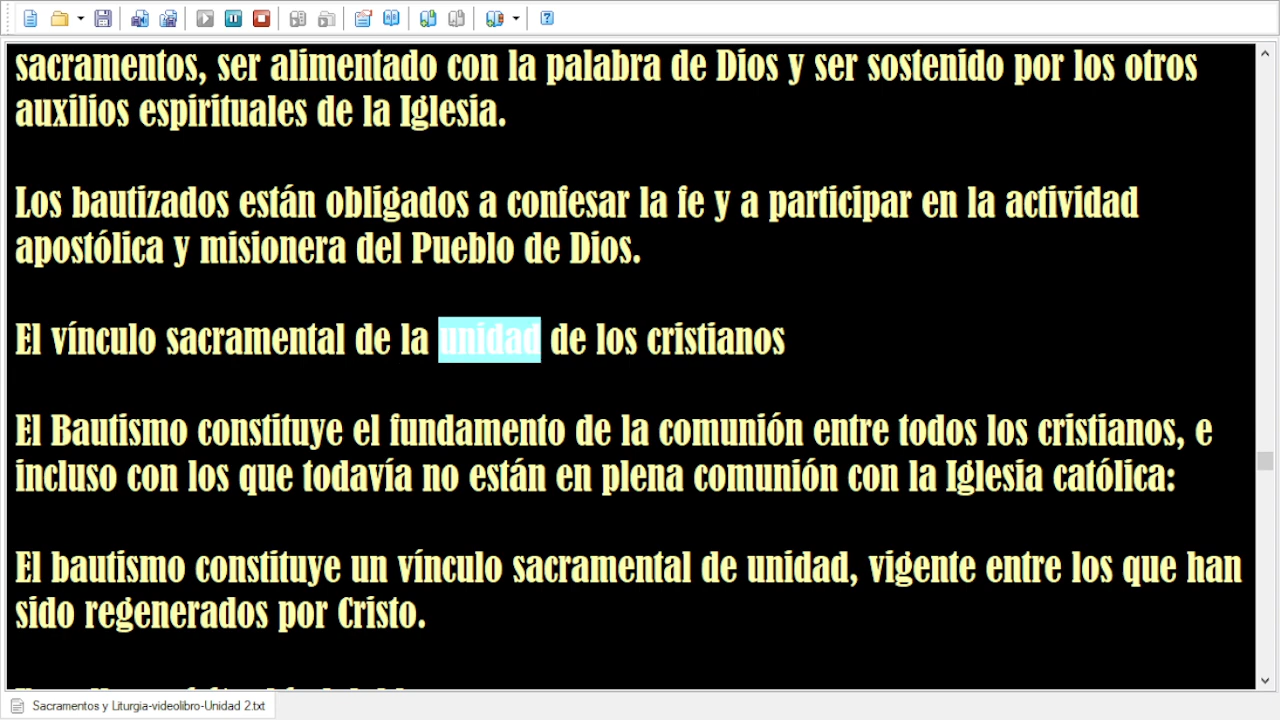 sacramentos, ser alimentado con la palabra de Dios y ser sostenido por los otros
auxilios espirituales de la Iglesia.
Los bautizados están obligados a confesar la fe y a participar en la actividad
apostólica y misionera del Pueblo de Dios.
El vínculo sacramental de la unidad de los cristianos
El Bautismo constituye el fundamento de la comunión entre todos los cristianos, e
incluso con los que todavía no están en plena comunión con la Iglesia católica:
El bautismo constituye un vínculo sacramental de unidad, vigente entre los que han
sido regenerados por Cristo.
Sacramentos y Liturgia-videolibro-Unidad 2.txt